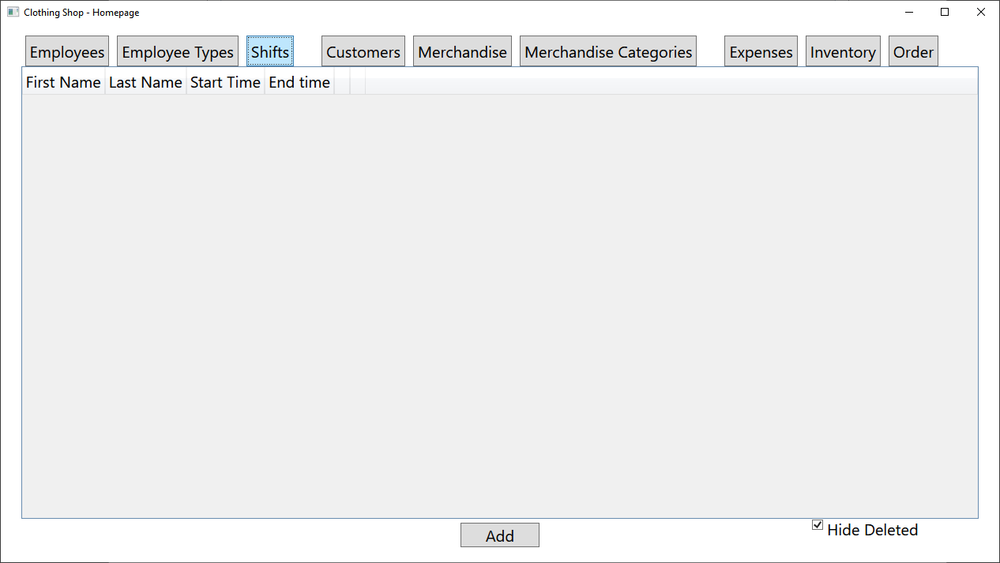 Clothing Shop - Homepage
Employees Employee Types Shifts Customers Merchandise Merchandise Categories Expenses Inventory Order
First Name Last Name Start Time End time
Add Hide Deleted